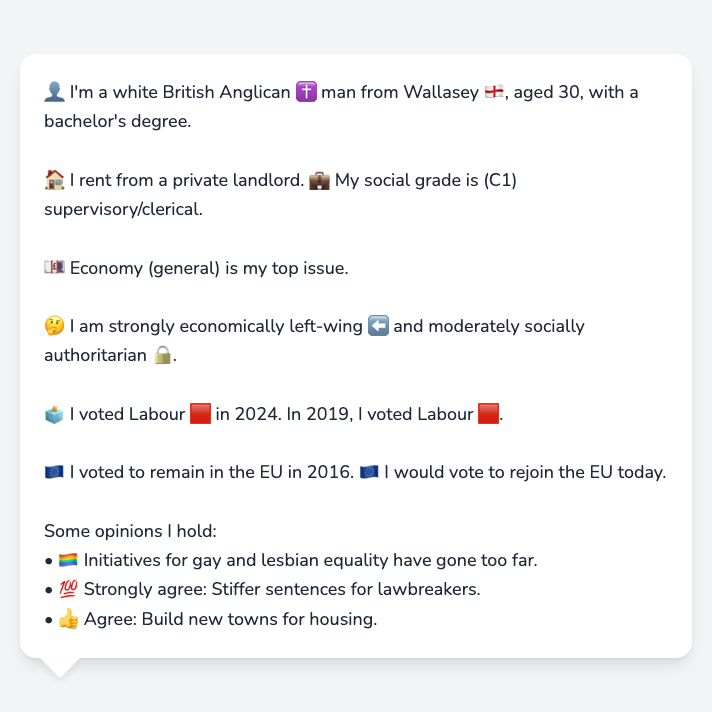 👤 I'm a white British Anglican ✝️ man from Wallasey 🏴󠁧󠁢󠁥󠁮󠁧󠁿, aged 30, with a
bachelor's degree.
🏠 I rent from a private landlord. 💼 My social grade is (C1)
supervisory/clerical.
💷 Economy (general) is my top issue.
🤔 I am strongly economically left-wing ⬅️ and moderately socially
authoritarian 🔒.
🗳️ I voted Labour 🟥 in 2024. In 2019, I voted Labour 🟥.
🇪🇺 I voted to remain in the EU in 2016. 🇪🇺 I would vote to rejoin the EU today.
Some opinions I hold:
• 🏳️‍🌈 Initiatives for gay and lesbian equality have gone too far.
• 💯 Strongly agree: Stiffer sentences for lawbreakers.
• 👍 Agree: Build new towns for housing.